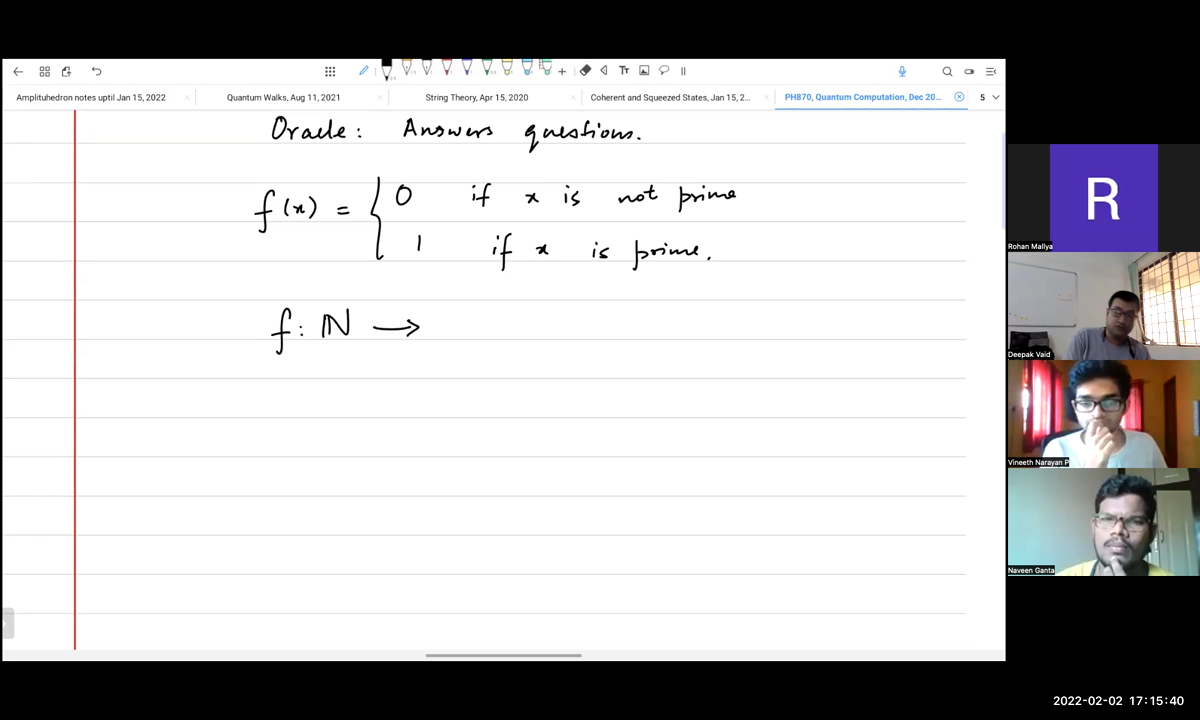 Amplituhedron notes uptil Jan 15, 2022
Quantum Walks, Aug 11, 2021
String Theory, Apr 15, 2020
Coherent and Squeezed States, Jan 15, 2...
PH870, Quantum Computation, Dec 20...
5
Tт
Oracle: Answers questions.
f(x) = { 0 if x is not prime
1 if x is prime.
f: ℕ →
R
Rohan Mallya
Deepak Vaid
Vineeth Narayan P
Naveen Ganta
2022-02-02 17:15:40